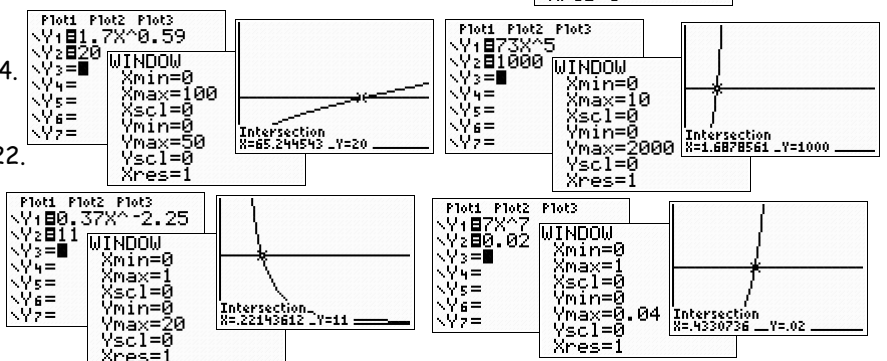 4.
Plot1 Plot2 Plot3
\Y1=1.7X^0.59
\Y2=20
\Y3=
\Y4=
\Y5=
\Y6=
\Y7=
WINDOW
Xmin=0
Xmax=100
Xscl=0
Ymin=0
Ymax=50
Yscl=0
Xres=1
Intersection
X=65.244543 Y=20
Plot1 Plot2 Plot3
\Y1=73X^5
\Y2=1000
\Y3=
\Y4=
\Y5=
\Y6=
\Y7=
WINDOW
Xmin=0
Xmax=10
Xscl=0
Ymin=0
Ymax=2000
Yscl=0
Xres=1
Intersection
X=1.6878561 Y=1000
22.
Plot1 Plot2 Plot3
\Y1=0.37X^-2.25
\Y2=11
\Y3=
\Y4=
\Y5=
\Y6=
\Y7=
WINDOW
Xmin=0
Xmax=1
Xscl=0
Ymin=0
Ymax=20
Yscl=0
Xres=1
Intersection
X=.22143612 Y=11
Plot1 Plot2 Plot3
\Y1=7X^7
\Y2=0.02
\Y3=
\Y4=
\Y5=
\Y6=
\Y7=
WINDOW
Xmin=0
Xmax=1
Xscl=0
Ymin=0
Ymax=0.04
Yscl=0
Xres=1
Intersection
X=.4330736 Y=.02